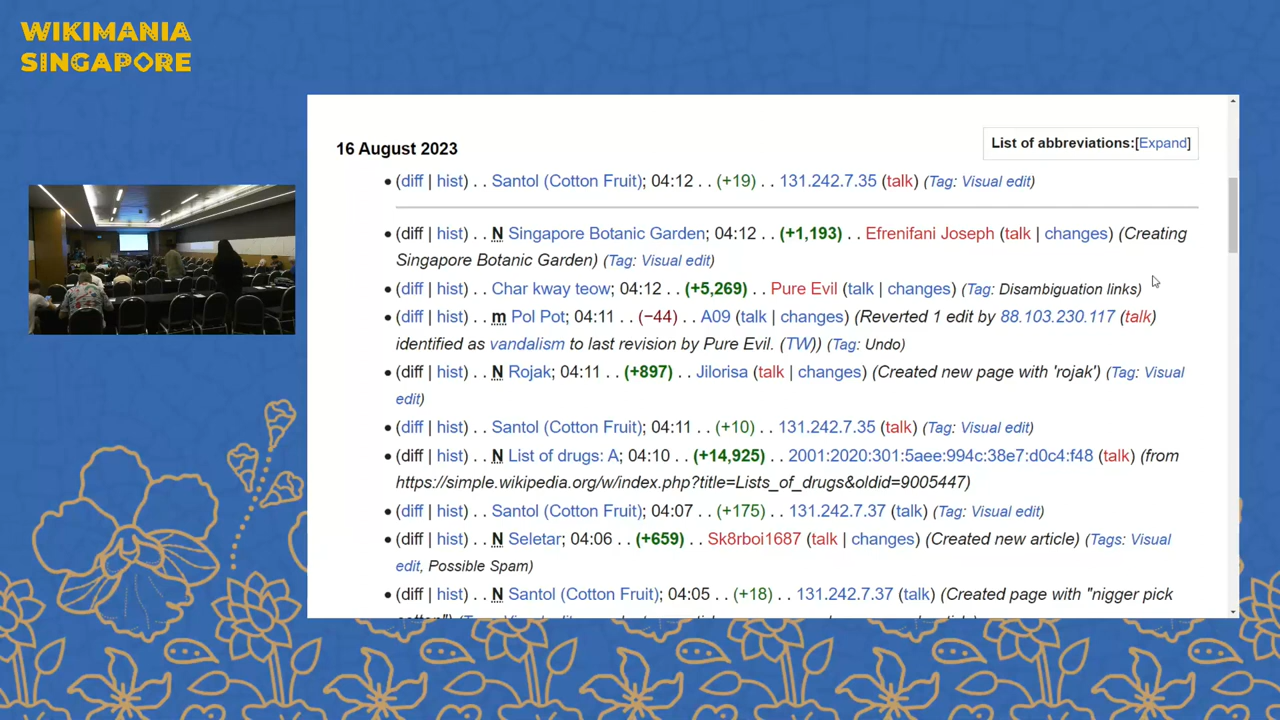 WIKIMANIA
SINGAPORE
List of abbreviations:[Expand]
16 August 2023
(diff | hist) . . Santol (Cotton Fruit); 04:12 . . (+19) . . 131.242.7.35 (talk) (Tag: Visual edit)
(diff | hist) . . N Singapore Botanic Garden; 04:12 . . (+1,193) . . Efrenifani Joseph (talk | changes) (Creating
Singapore Botanic Garden) (Tag: Visual edit)
(diff | hist) . . Char kway teow; 04:12 . . (+5,269) . . Pure Evil (talk | changes) (Tag: Disambiguation links)
(diff | hist) . . m Pol Pot; 04:11 . . (−44) . . A09 (talk | changes) (Reverted 1 edit by 88.103.230.117 (talk)
identified as vandalism to last revision by Pure Evil. (TW)) (Tag: Undo)
(diff | hist) . . N Rojak; 04:11 . . (+897) . . Jilorisa (talk | changes) (Created new page with 'rojak') (Tag: Visual
edit)
(diff | hist) . . Santol (Cotton Fruit); 04:11 . . (+10) . . 131.242.7.35 (talk) (Tag: Visual edit)
(diff | hist) . . N List of drugs: A; 04:10 . . (+14,925) . . 2001:2020:301:5aee:994c:38e7:d0c4:f48 (talk) (from
https://simple.wikipedia.org/w/index.php?title=Lists_of_drugs&oldid=9005447)
(diff | hist) . . Santol (Cotton Fruit); 04:07 . . (+175) . . 131.242.7.37 (talk) (Tag: Visual edit)
(diff | hist) . . N Seletar; 04:06 . . (+659) . . Sk8rboi1687 (talk | changes) (Created new article) (Tags: Visual
edit, Possible Spam)
(diff | hist) . . N Santol (Cotton Fruit); 04:05 . . (+18) . . 131.242.7.37 (talk) (Created page with "nigger pick